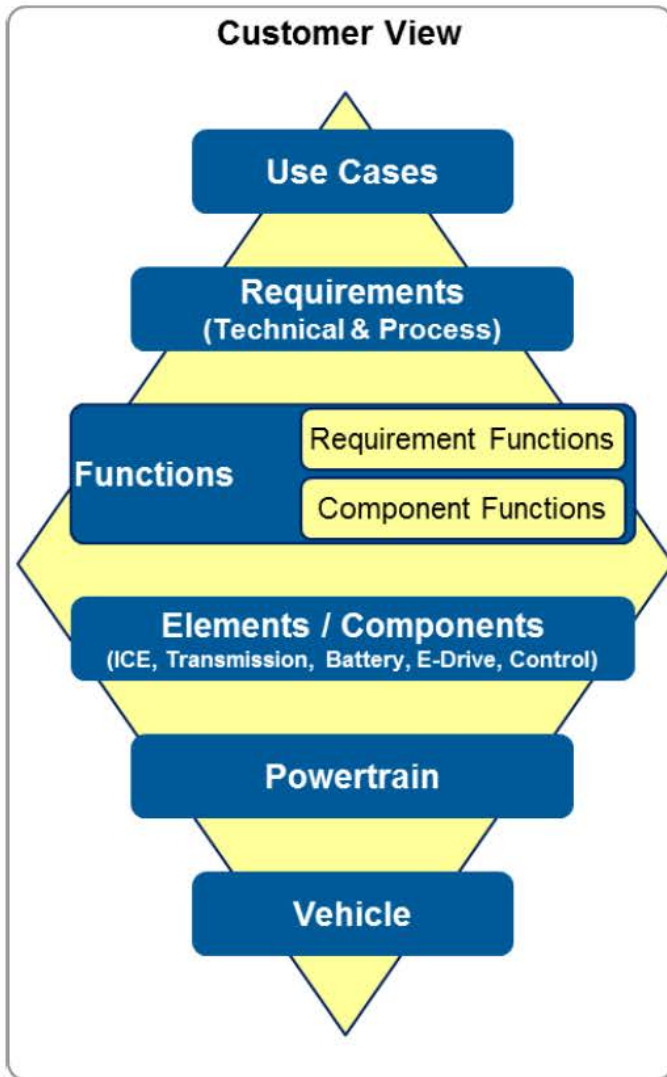 Customer View
Use Cases
Requirements
(Technical & Process)
Functions
Requirement Functions
Component Functions
Elements / Components
(ICE, Transmission, Battery, E-Drive, Control)
Powertrain
Vehicle